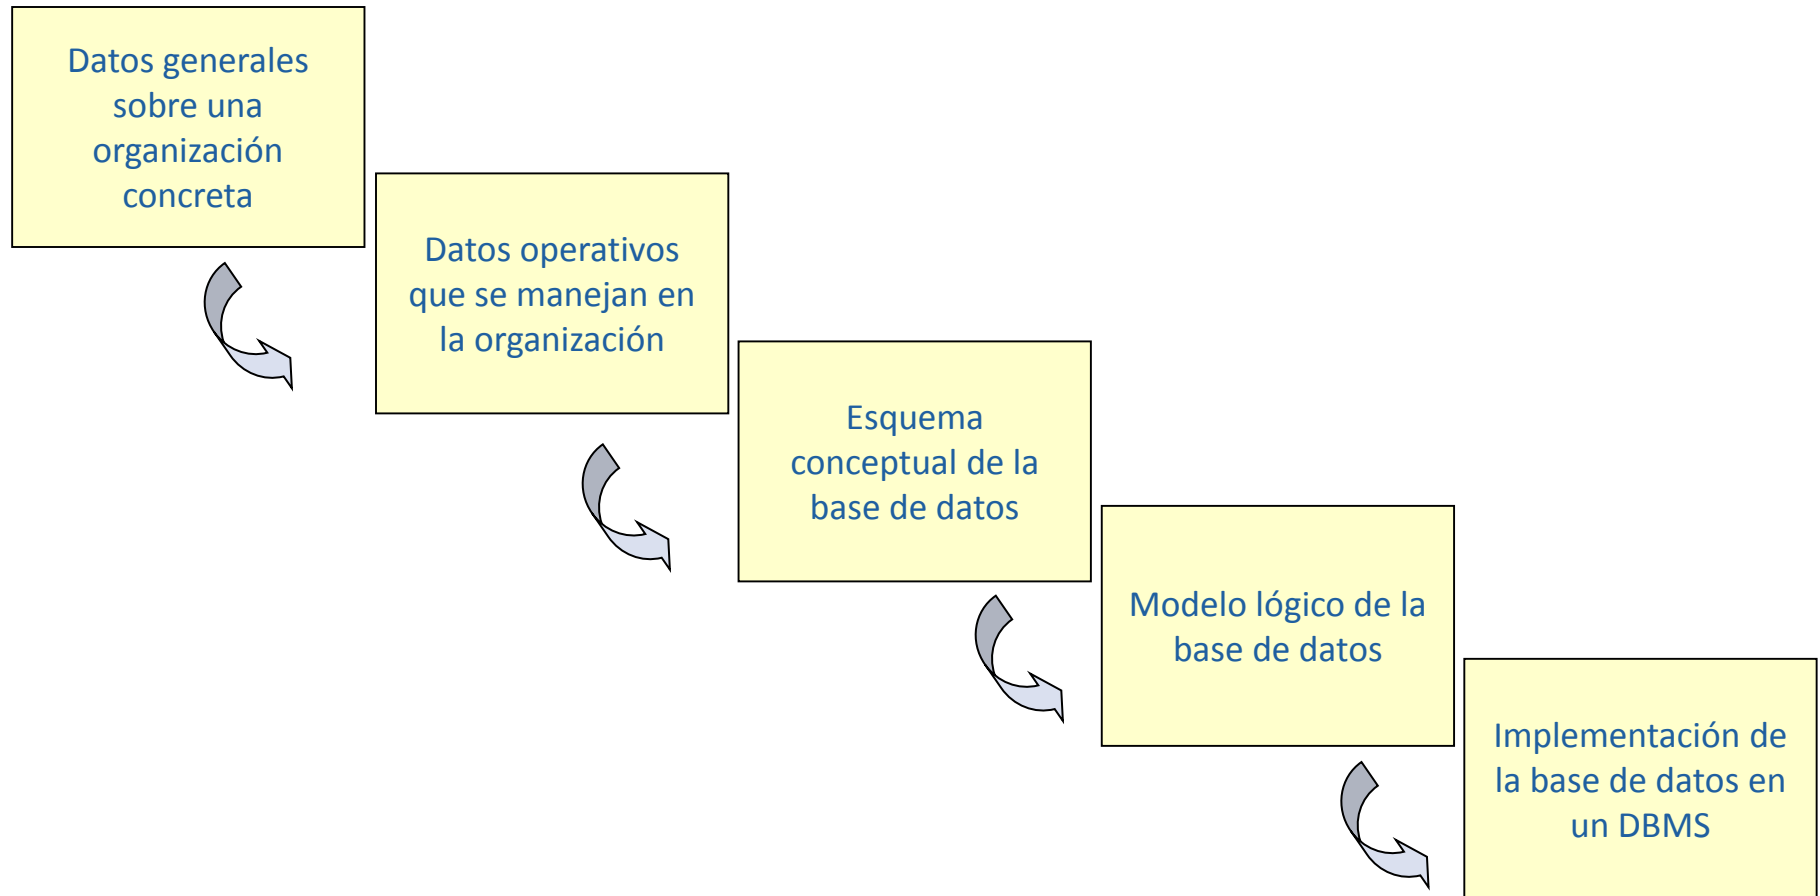 Datos generales
sobre una
organización
concreta
Datos operativos
que se manejan en
la organización
Esquema
conceptual de la
base de datos
Modelo lógico de la
base de datos
Implementación de
la base de datos en
un DBMS